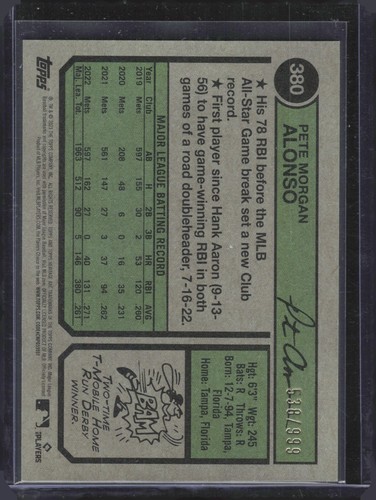 380
PETE MORGAN
ALONSO
538/999
Hgt: 6'3" Wgt: 245
Bats: R Throws: R
Born: 12-7-94, Tampa,
Florida
Home: Tampa, Florida
★ His 78 RBI before the MLB
All-Star Game break set a new Club
record.
★ First player since Hank Aaron (9-13-
56) to have game-winning RBI in both
games of a road doubleheader, 7-16-22.
MAJOR LEAGUE BATTING RECORD
Year Club AB H 2B 3B HR RBI AVG
2019 Mets 597 155 30 2 53 120 .260
2020 Mets 208 48 6 0 16 35 .231
2021 Mets 561 147 27 3 37 94 .262
2022 Mets 597 162 27 0 40 131 .271
Maj. Lea. Tot. 1963 512 90 5 146 380 .261
BAM
TWO-TIME
T-MOBILE HOME
RUN DERBY
WINNER.
topps
MLB
PLAYERS